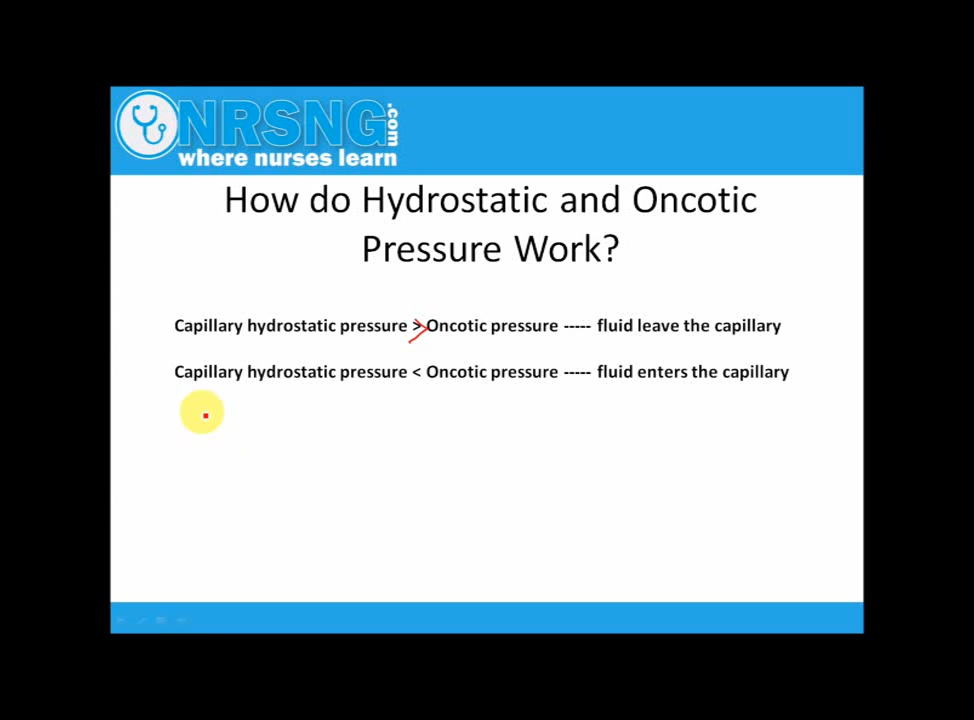 NRSNG.com
where nurses learn
How do Hydrostatic and Oncotic
Pressure Work?
Capillary hydrostatic pressure > Oncotic pressure ----- fluid leave the capillary
Capillary hydrostatic pressure < Oncotic pressure ----- fluid enters the capillary